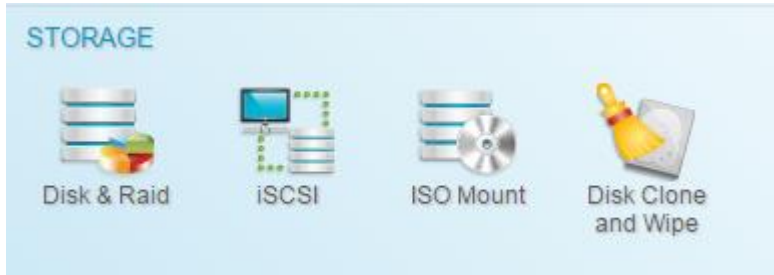 STORAGE
Disk & Raid
iSCSI
ISO Mount
Disk Clone
and Wipe